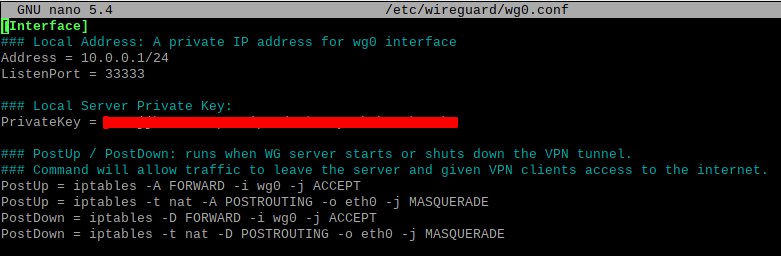 GNU nano 5.4 /etc/wireguard/wg0.conf
[Interface]
### Local Address: A private IP address for wg0 interface
Address = 10.0.0.1/24
ListenPort = 33333
### Local Server Private Key:
PrivateKey =
### PostUp / PostDown: runs when WG server starts or shuts down the VPN tunnel.
### Command will allow traffic to leave the server and given VPN clients access to the internet.
PostUp = iptables -A FORWARD -i wg0 -j ACCEPT
PostUp = iptables -t nat -A POSTROUTING -o eth0 -j MASQUERADE
PostDown = iptables -D FORWARD -i wg0 -j ACCEPT
PostDown = iptables -t nat -D POSTROUTING -o eth0 -j MASQUERADE